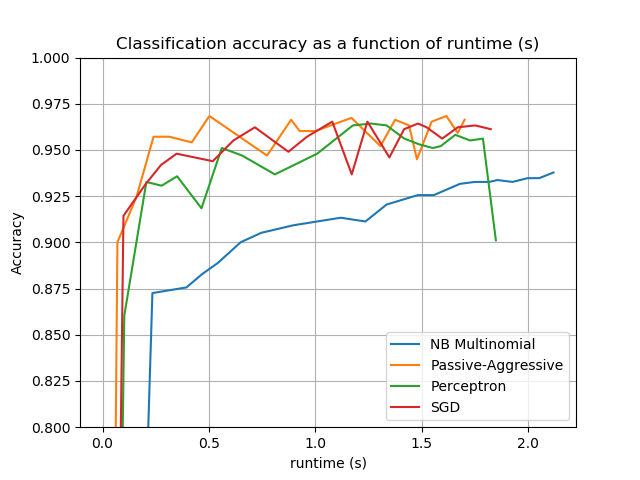 Classification accuracy as a function of runtime (s)
1.000
0.975
0.950
0.925
0.900
0.875
0.850
0.825
0.800
Accuracy
NB Multinomial
Passive-Aggressive
Perceptron
SGD
0.0 0.5 1.0 1.5 2.0
runtime (s)